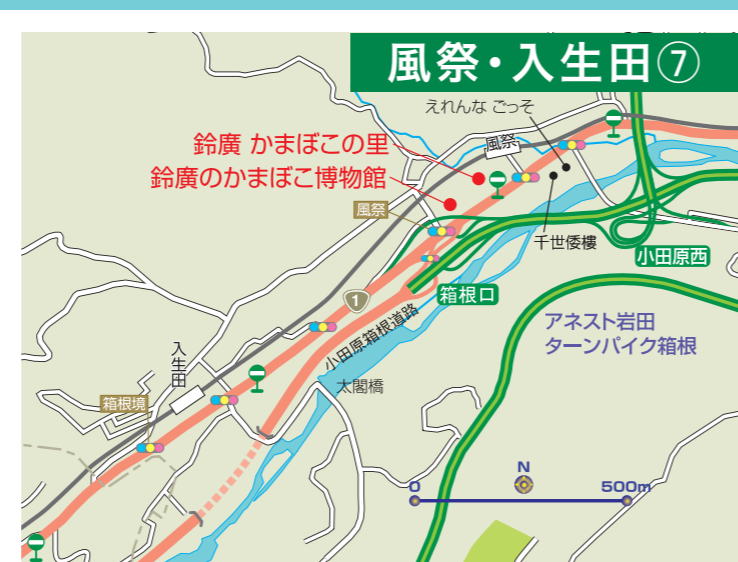 風祭・入生田⑦
えれんな ごっそ
鈴廣 かまぼこの里
風祭
鈴廣のかまぼこ博物館
風祭
千世倭樓
小田原西
箱根口
1
アネスト岩田
ターンパイク箱根
小田原箱根道路
入生田
太閤橋
箱根境
N
0
500m